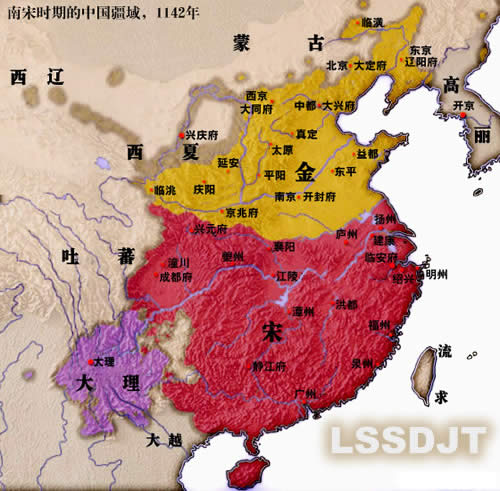 南宋时期的中国疆域，1142年
蒙古
临潢
西辽
北京 大定府
东京
辽阳府
高丽
西京
大同府
中都 大兴府
开京
兴庆府
真定
西夏
太原
益都
延安
金
临洮
庆阳
平阳
东平
南京 开封府
京兆府
兴元府
襄阳
庐州
扬州
建康
吐蕃
潼川
成都府
夔州
江陵
临安府
绍兴
明州
潭州
洪都
宋
福州
大理
大理
静江府
泉州
流求
广州
大越
LSSDJT